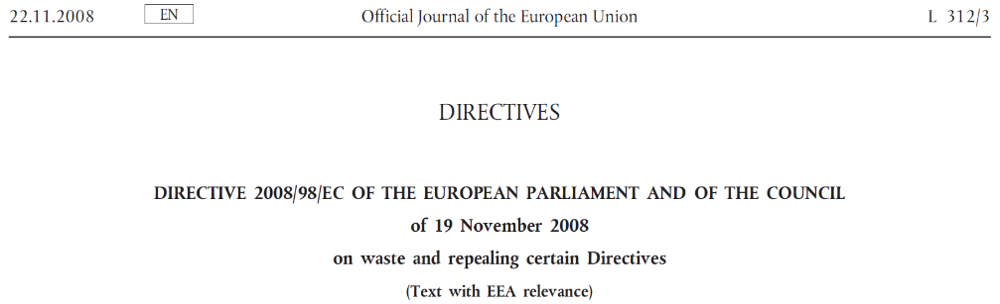 22.11.2008 EN Official Journal of the European Union L 312/3
DIRECTIVES
DIRECTIVE 2008/98/EC OF THE EUROPEAN PARLIAMENT AND OF THE COUNCIL
of 19 November 2008
on waste and repealing certain Directives
(Text with EEA relevance)